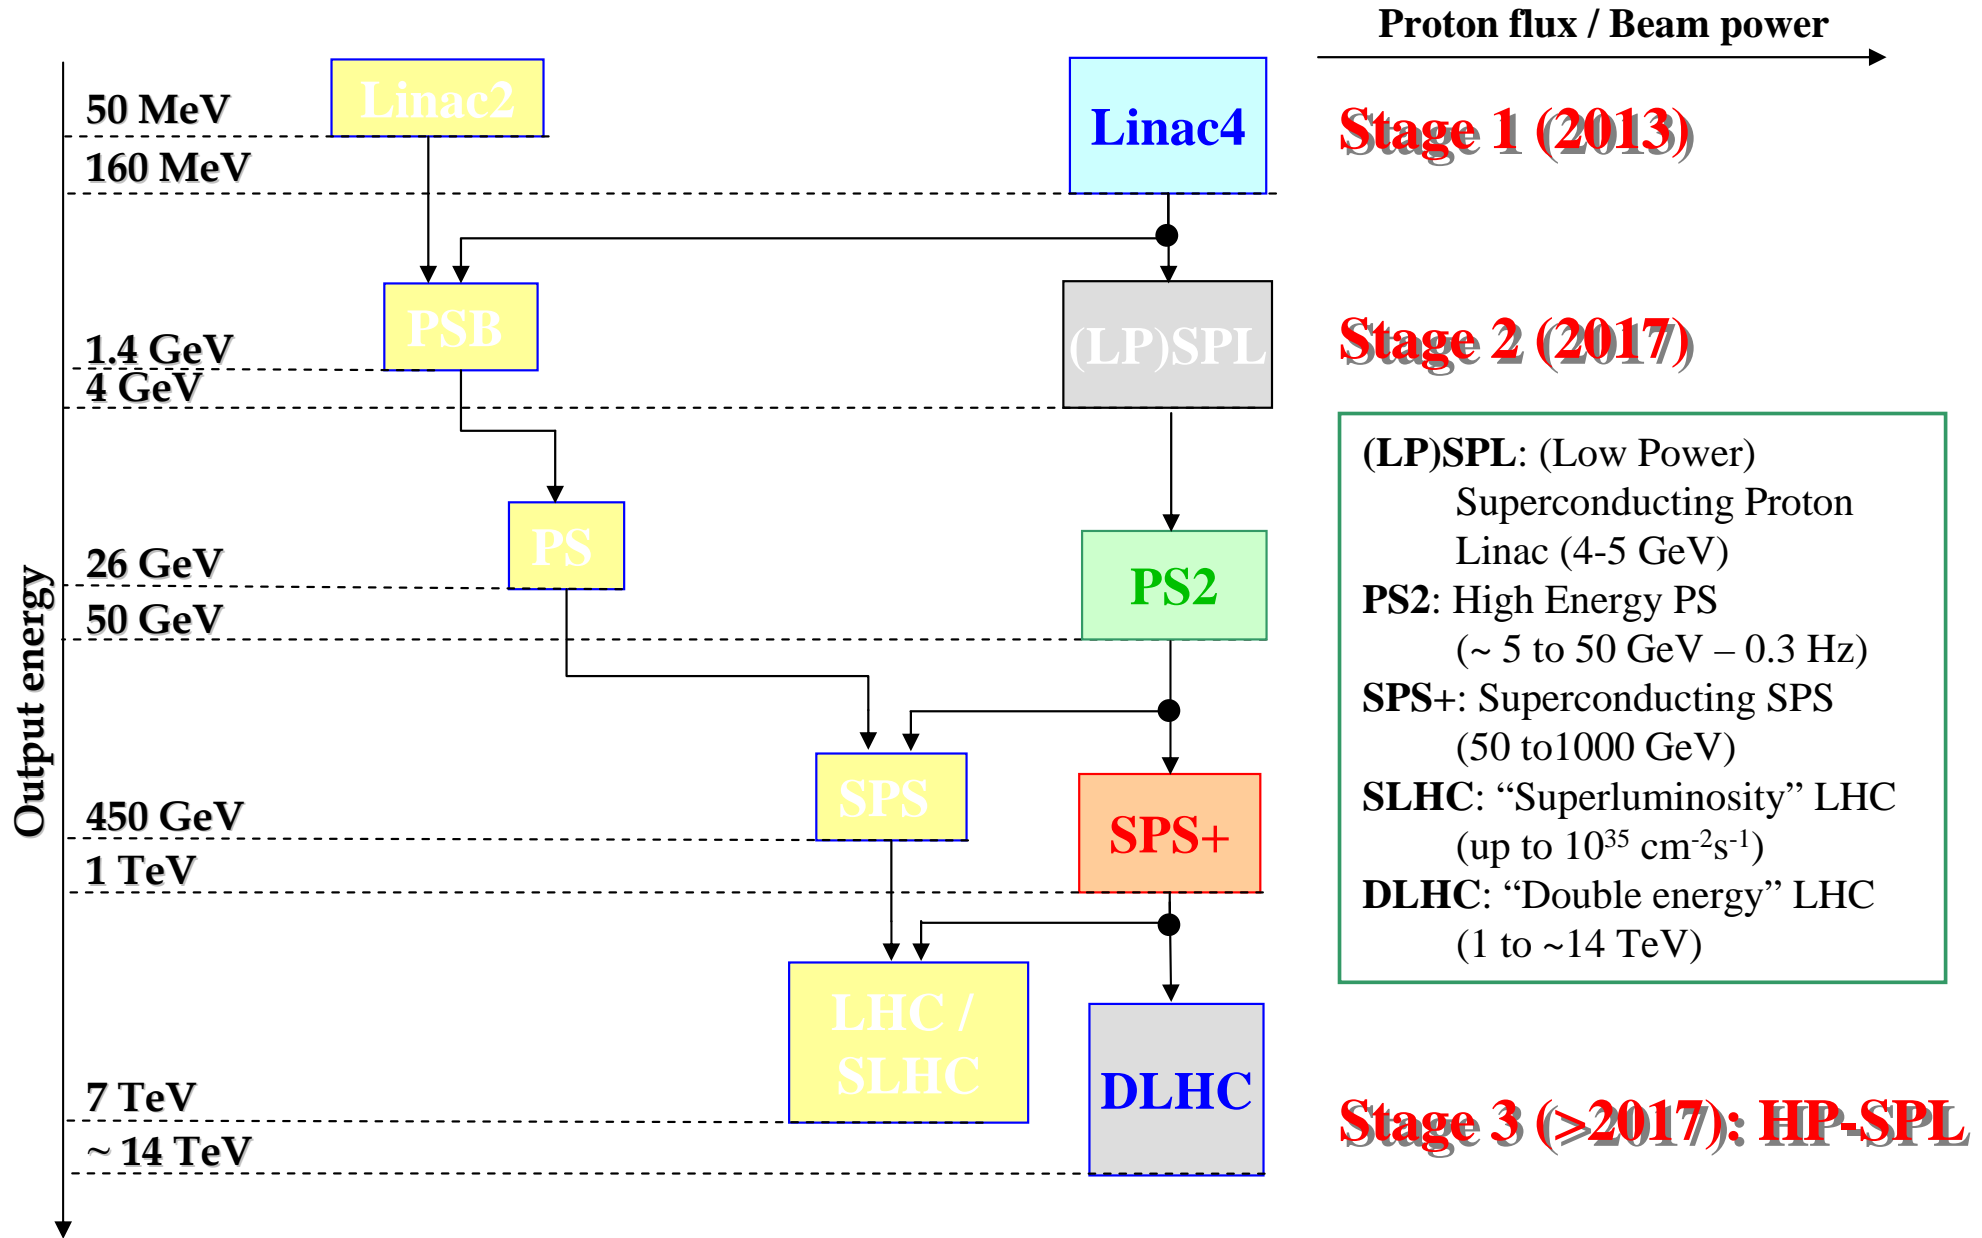 Proton flux / Beam power
50 MeV
Linac2
Linac4
Stage 1 (2013)
160 MeV
PSB
(LP)SPL
Stage 2 (2017)
1.4 GeV
4 GeV
(LP)SPL: (Low Power)
Superconducting Proton
Linac (4-5 GeV)
PS2: High Energy PS
(~ 5 to 50 GeV – 0.3 Hz)
SPS+: Superconducting SPS
(50 to1000 GeV)
SLHC: “Superluminosity” LHC
(up to 10³⁵ cm⁻²s⁻¹)
DLHC: “Double energy” LHC
(1 to ~14 TeV)
PS
26 GeV
PS2
50 GeV
Output energy
SPS
450 GeV
SPS+
1 TeV
LHC /
SLHC
DLHC
7 TeV
~ 14 TeV
Stage 3 (>2017): HP-SPL